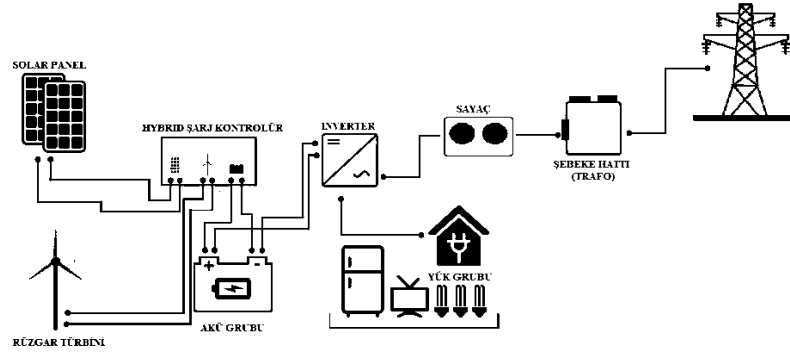 SOLAR PANEL
HYBRID ŞARJ KONTROLÜR
INVERTER
SAYAÇ
ŞEBEKE HATTI
(TRAFO)
YÜK GRUBU
+ -
AKÜ GRUBU
RÜZGAR TÜRBİNİ